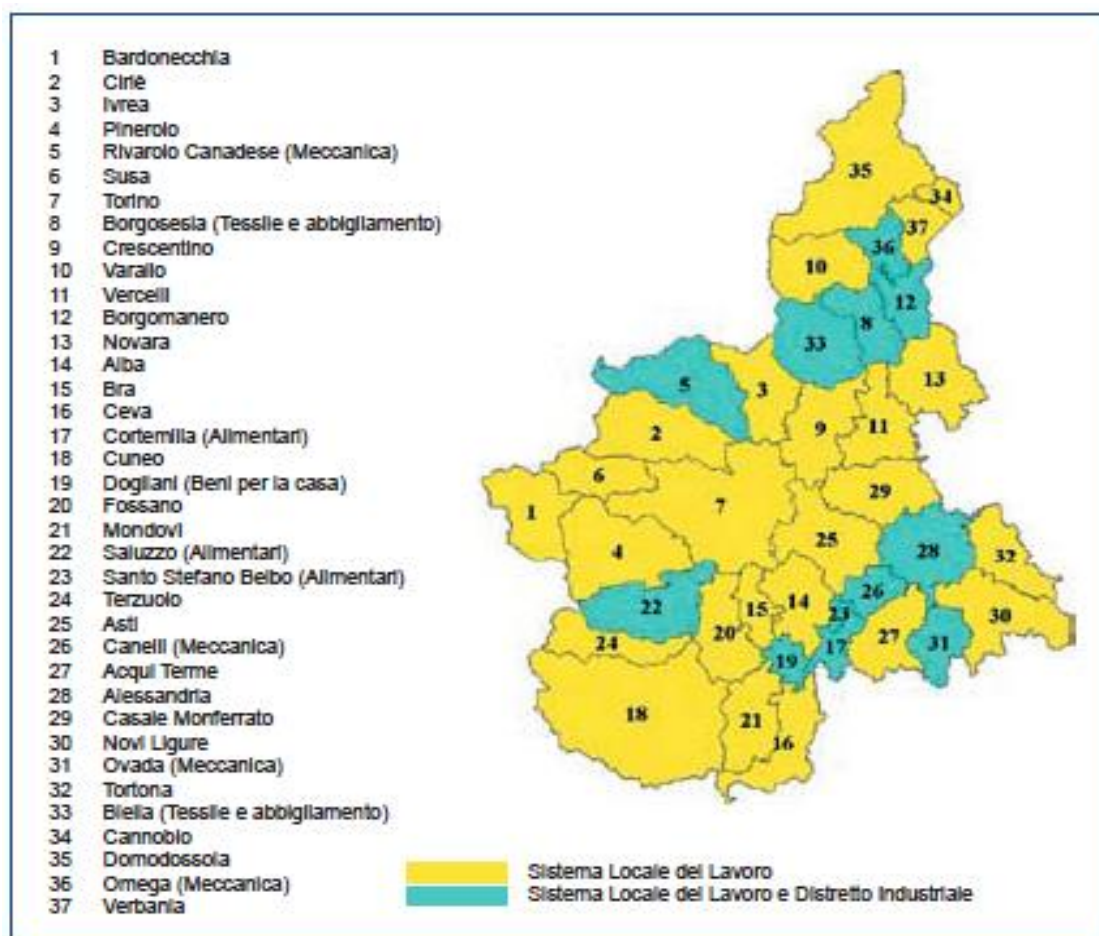 1 Bardonecchia
2 Ciriè
3 Ivrea
4 Pinerolo
5 Rivarolo Canadese (Meccanica)
6 Susa
7 Torino
8 Borgosesia (Tessile e abbigliamento)
9 Crescentino
10 Varallo
11 Vercelli
12 Borgomanero
13 Novara
14 Alba
15 Bra
16 Ceva
17 Cortemilia (Alimentari)
18 Cuneo
19 Dogliani (Beni per la casa)
20 Fossano
21 Mondovi
22 Saluzzo (Alimentari)
23 Santo Stefano Belbo (Alimentari)
24 Terzuolo
25 Asti
26 Canelli (Meccanica)
27 Acqui Terme
28 Alessandria
29 Casale Monferrato
30 Novi Ligure
31 Ovada (Meccanica)
32 Tortona
33 Biella (Tessile e abbigliamento)
34 Cannobio
35 Domodossola
36 Omega (Meccanica)
37 Verbania
35
34
37
36
10
12
8
33
13
5
3
9
11
2
6
29
7
1
25
28
4
32
26
22
14
15
23
30
20
24
27
31
17
19
18
21
16
Sistema Locale del Lavoro
Sistema Locale del Lavoro e Distretto Industriale